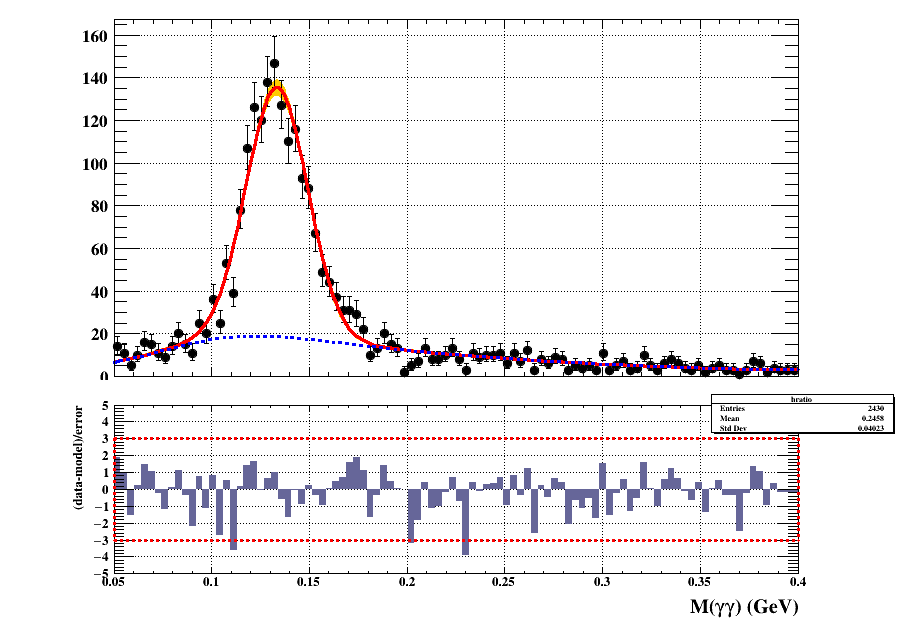 160
140
120
100
80
60
40
20
0
hratio
Entries 2430
Mean 0.2458
Std Dev 0.04023
(data-model)/error
5
4
3
2
1
0
−1
−2
−3
−4
−5
0.05 0.1 0.15 0.2 0.25 0.3 0.35 0.4
M(γγ) (GeV)